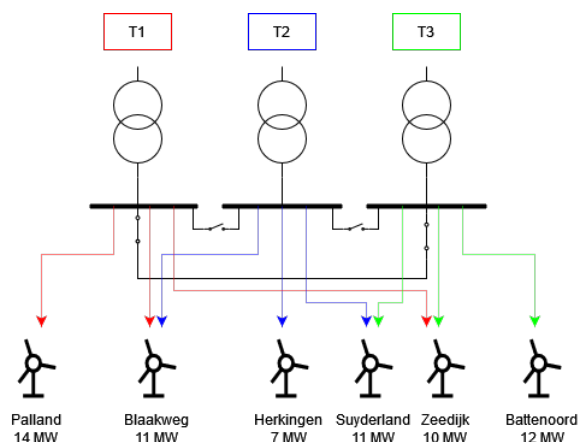 T1
T2
T3
Palland
14 MW
Blaakweg
11 MW
Herkingen
7 MW
Suyderland
11 MW
Zeedijk
10 MW
Battenoord
12 MW